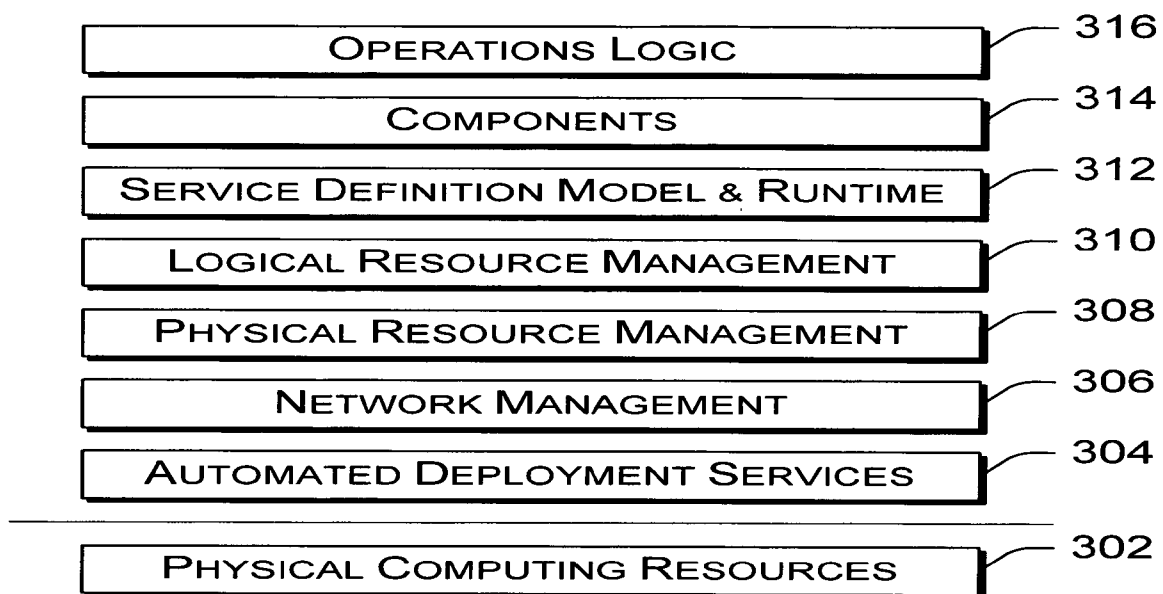 OPERATIONS LOGIC 316
COMPONENTS 314
SERVICE DEFINITION MODEL & RUNTIME 312
LOGICAL RESOURCE MANAGEMENT 310
PHYSICAL RESOURCE MANAGEMENT 308
NETWORK MANAGEMENT 306
AUTOMATED DEPLOYMENT SERVICES 304
PHYSICAL COMPUTING RESOURCES 302